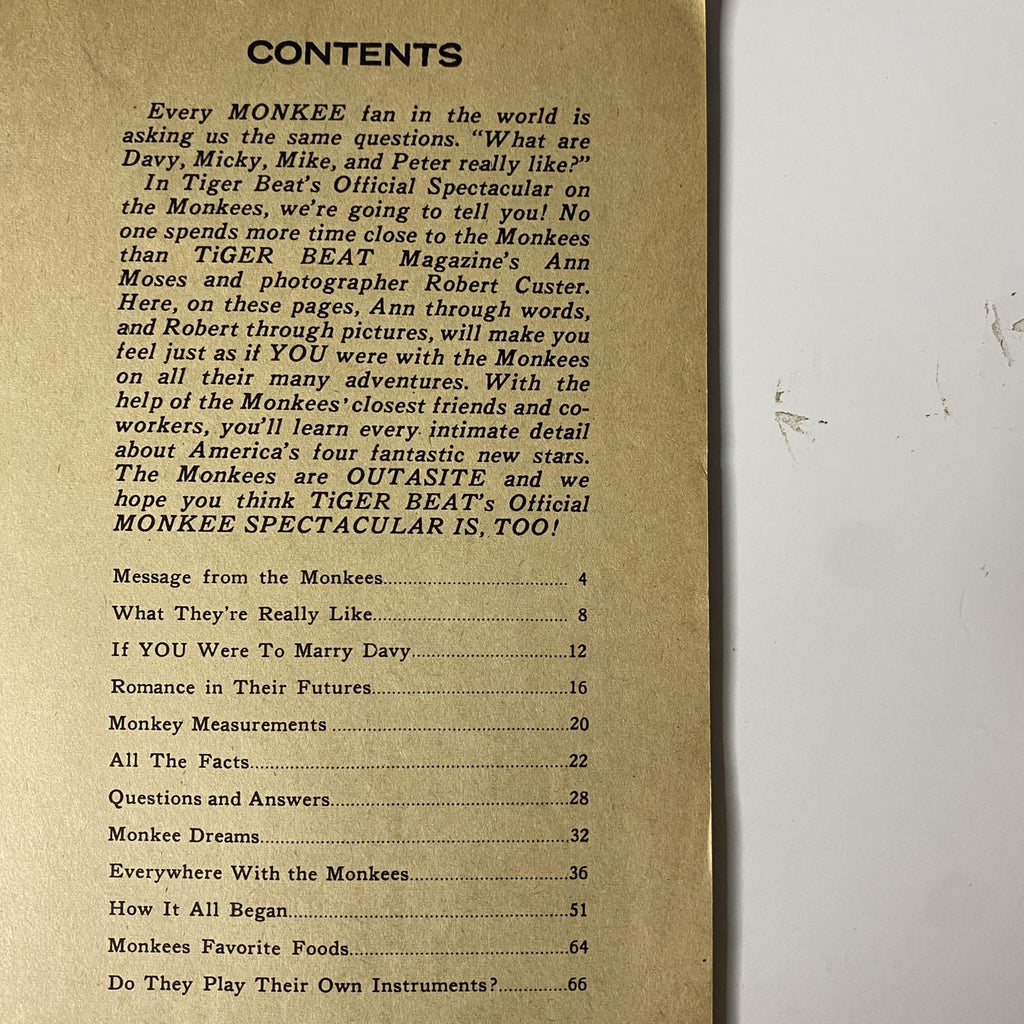 CONTENTS
Every MONKEE fan in the world is
asking us the same questions. “What are
Davy, Micky, Mike, and Peter really like?”
In Tiger Beat's Official Spectacular on
the Monkees, we're going to tell you! No
one spends more time close to the Monkees
than TiGER BEAT Magazine's Ann
Moses and photographer Robert Custer.
Here, on these pages, Ann through words,
and Robert through pictures, will make you
feel just as if YOU were with the Monkees
on all their many adventures. With the
help of the Monkees' closest friends and co-
workers, you'll learn every intimate detail
about America's four fantastic new stars.
The Monkees are OUTASITE and we
hope you think TiGER BEAT's Official
MONKEE SPECTACULAR IS, TOO!
Message from the Monkees.......... 4
What They're Really Like.......... 8
If YOU Were To Marry Davy..........12
Romance in Their Futures..........16
Monkey Measurements ..........20
All The Facts..........22
Questions and Answers..........28
Monkee Dreams..........32
Everywhere With the Monkees..........36
How It All Began..........51
Monkees Favorite Foods..........64
Do They Play Their Own Instruments?..........66